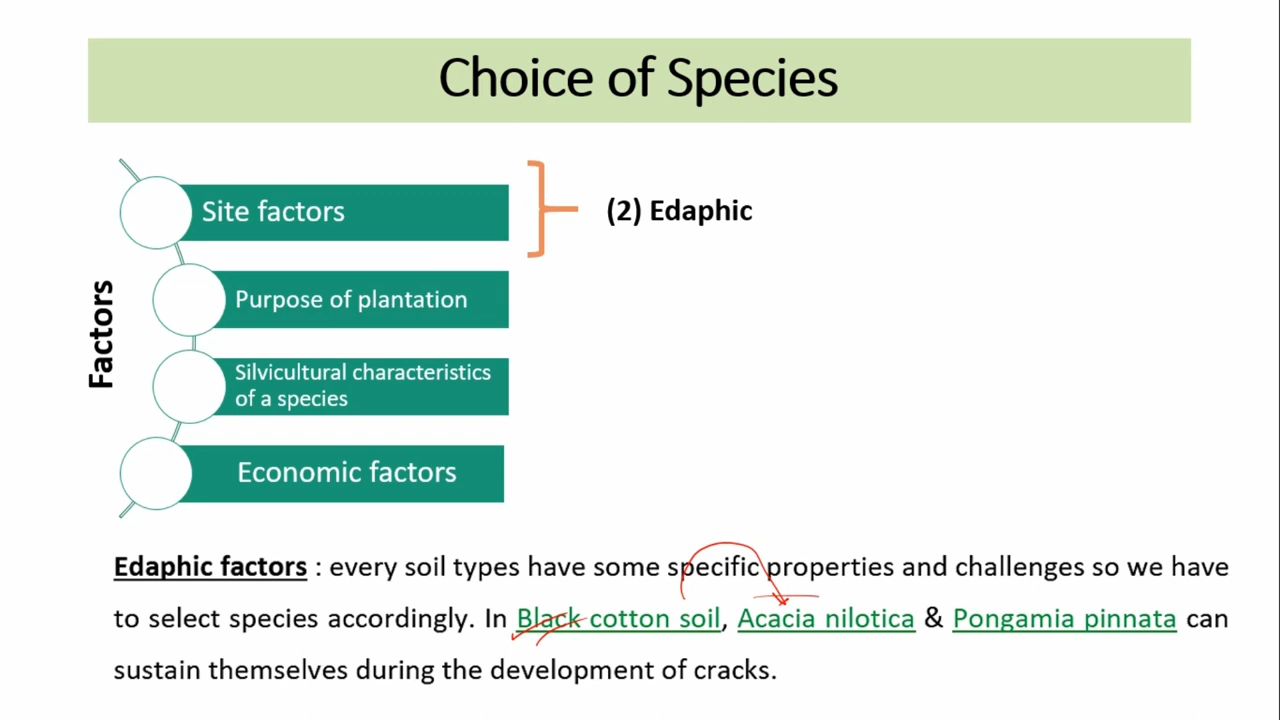 Choice of Species
Site factors
(2) Edaphic
Factors
Purpose of plantation
Silvicultural characteristics
of a species
Economic factors
Edaphic factors : every soil types have some specific properties and challenges so we have
to select species accordingly. In Black cotton soil, Acacia nilotica & Pongamia pinnata can
sustain themselves during the development of cracks.